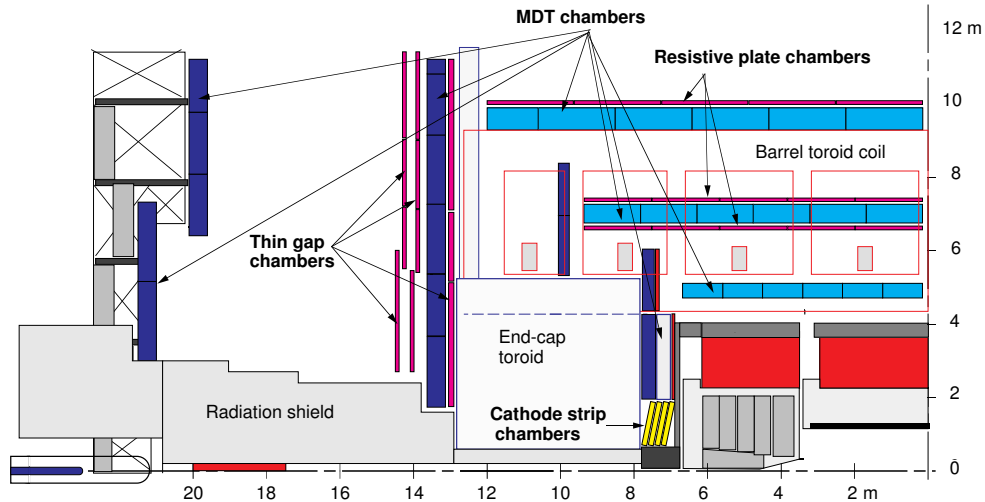 MDT chambers
12 m
Resistive plate chambers
10
Barrel toroid coil
8
Thin gap
chambers
6
4
End-cap
toroid
Radiation shield
2
Cathode strip
chambers
0
20
18
16
14
12
10
8
6
4
2 m